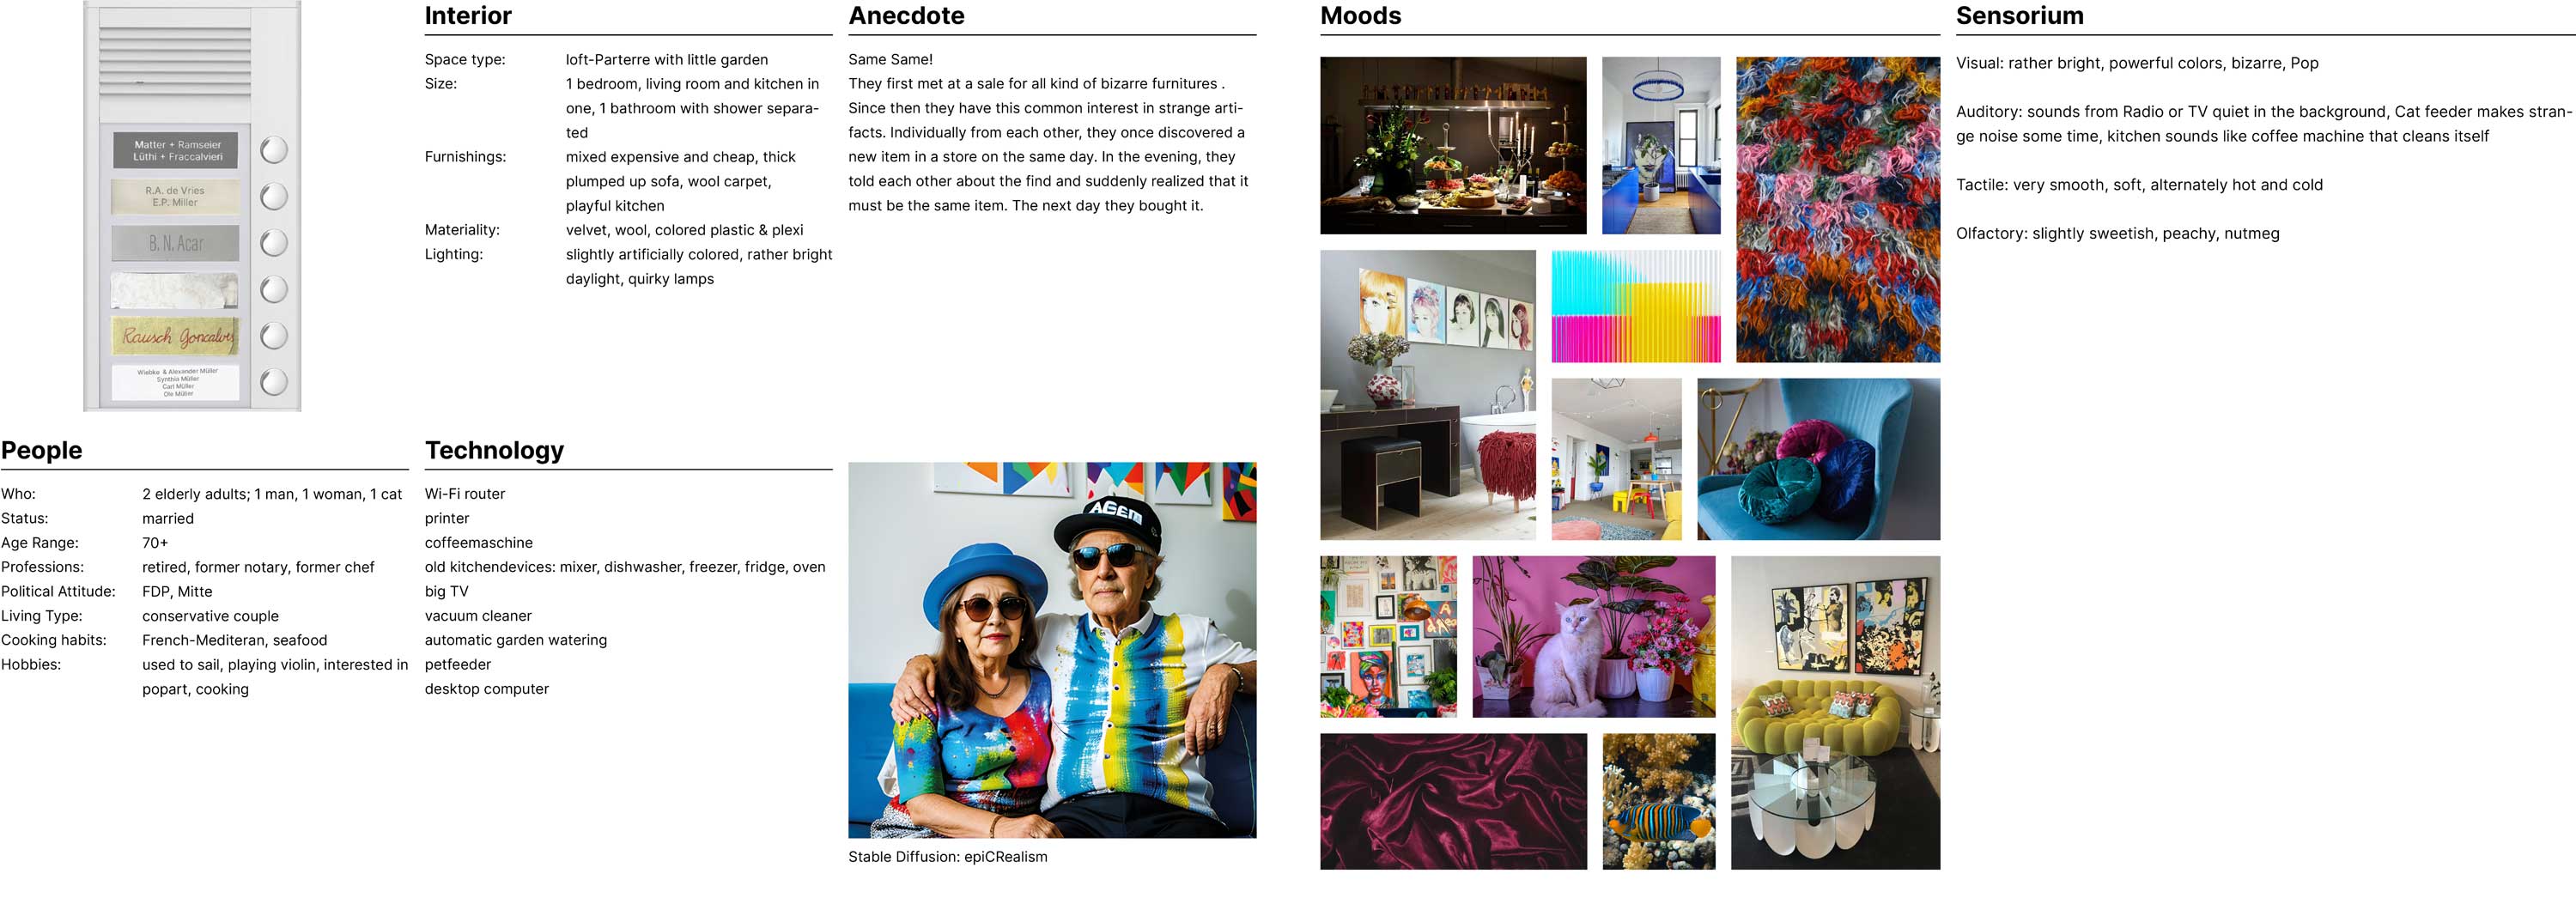 Matter + Ramseier
Lüthi + Fraccalvieri
R.A. de Vries
E.P. Miller
B. N. Acar
Rausch Goncalves
Wiebke & Alexander Müller
Synthia Müller
Carl Müller
Ole Müller
Interior
Space type: loft-Parterre with little garden
Size: 1 bedroom, living room and kitchen in
one, 1 bathroom with shower separa-
ted
Furnishings: mixed expensive and cheap, thick
plumped up sofa, wool carpet,
playful kitchen
Materiality: velvet, wool, colored plastic & plexi
Lighting: slightly artificially colored, rather bright
daylight, quirky lamps
Anecdote
Same Same!
They first met at a sale for all kind of bizarre furnitures .
Since then they have this common interest in strange arti-
facts. Individually from each other, they once discovered a
new item in a store on the same day. In the evening, they
told each other about the find and suddenly realized that it
must be the same item. The next day they bought it.
People
Who: 2 elderly adults; 1 man, 1 woman, 1 cat
Status: married
Age Range: 70+
Professions: retired, former notary, former chef
Political Attitude: FDP, Mitte
Living Type: conservative couple
Cooking habits: French-Mediteran, seafood
Hobbies: used to sail, playing violin, interested in
popart, cooking
Technology
Wi-Fi router
printer
coffeemaschine
old kitchendevices: mixer, dishwasher, freezer, fridge, oven
big TV
vacuum cleaner
automatic garden watering
petfeeder
desktop computer
AGEM
Stable Diffusion: epiCRealism
Moods
Sensorium
Visual: rather bright, powerful colors, bizarre, Pop
Auditory: sounds from Radio or TV quiet in the background, Cat feeder makes stran-
ge noise some time, kitchen sounds like coffee machine that cleans itself
Tactile: very smooth, soft, alternately hot and cold
Olfactory: slightly sweetish, peachy, nutmeg